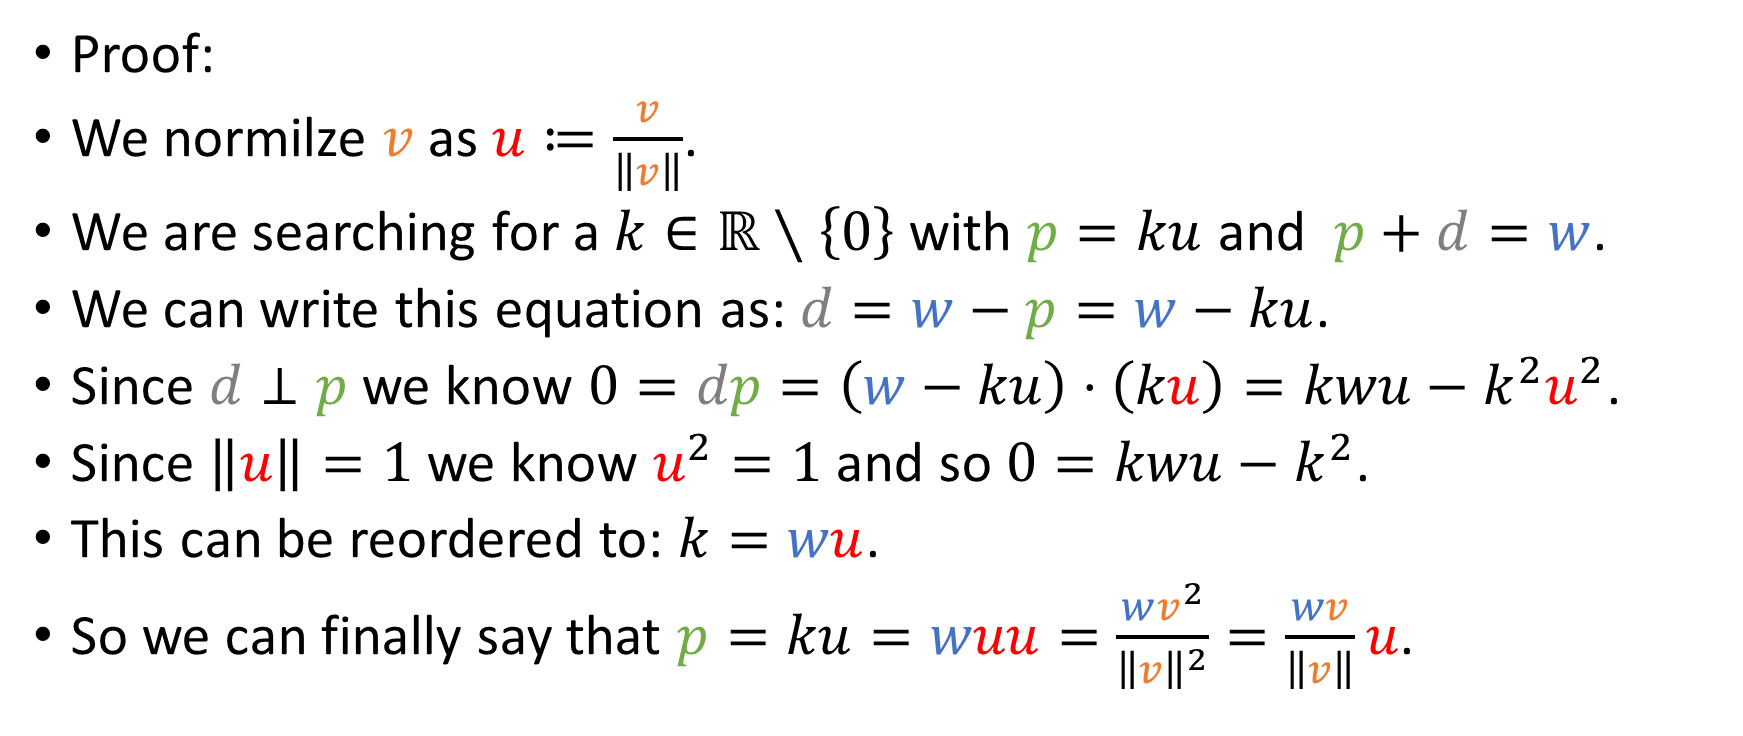 • Proof:
• We normilze v as u ≔ v/‖v‖.
• We are searching for a k ∈ ℝ ∖ {0} with p = ku and p + d = w.
• We can write this equation as: d = w − p = w − ku.
• Since d ⊥ p we know 0 = dp = (w − ku) · (ku) = kwu − k²u².
• Since ‖u‖ = 1 we know u² = 1 and so 0 = kwu − k².
• This can be reordered to: k = wu.
• So we can finally say that p = ku = wuu = wv²/‖v‖² = wv/‖v‖ u.